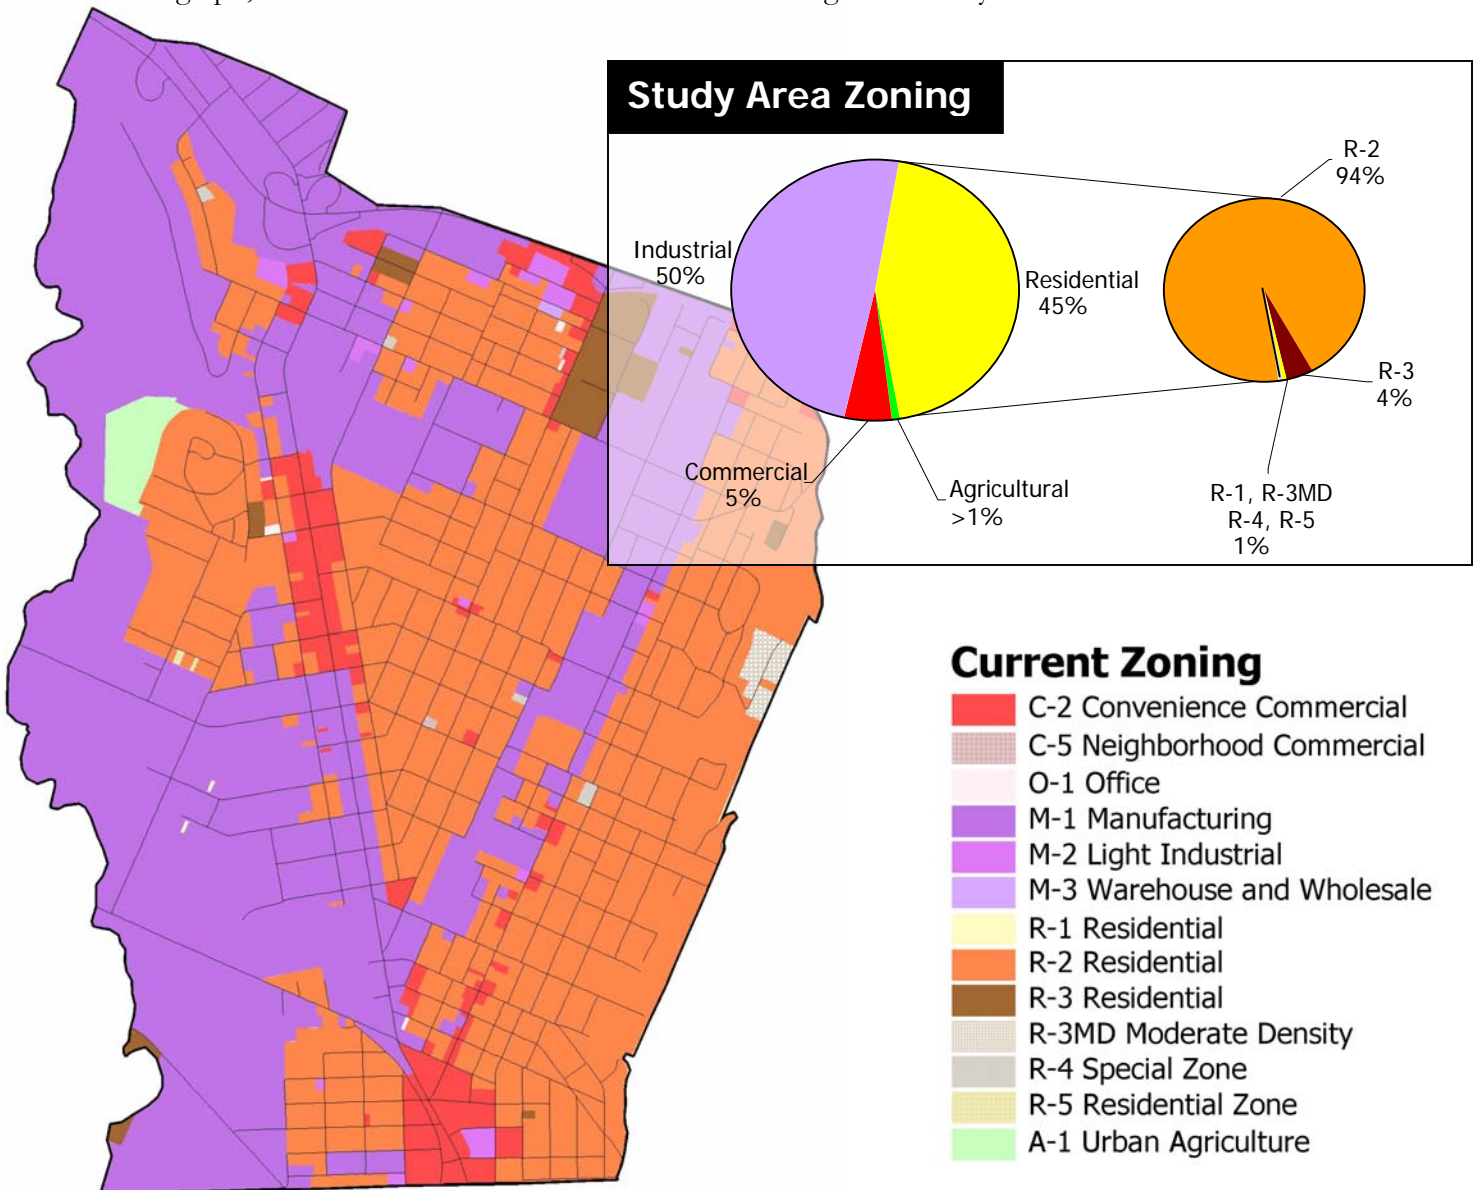 Study Area Zoning
R-2
94%
Industrial
50%
Residential
45%
R-3
4%
Commercial
5%
Agricultural
>1%
R-1, R-3MD
R-4, R-5
1%
Current Zoning
C-2 Convenience Commercial
C-5 Neighborhood Commercial
O-1 Office
M-1 Manufacturing
M-2 Light Industrial
M-3 Warehouse and Wholesale
R-1 Residential
R-2 Residential
R-3 Residential
R-3MD Moderate Density
R-4 Special Zone
R-5 Residential Zone
A-1 Urban Agriculture